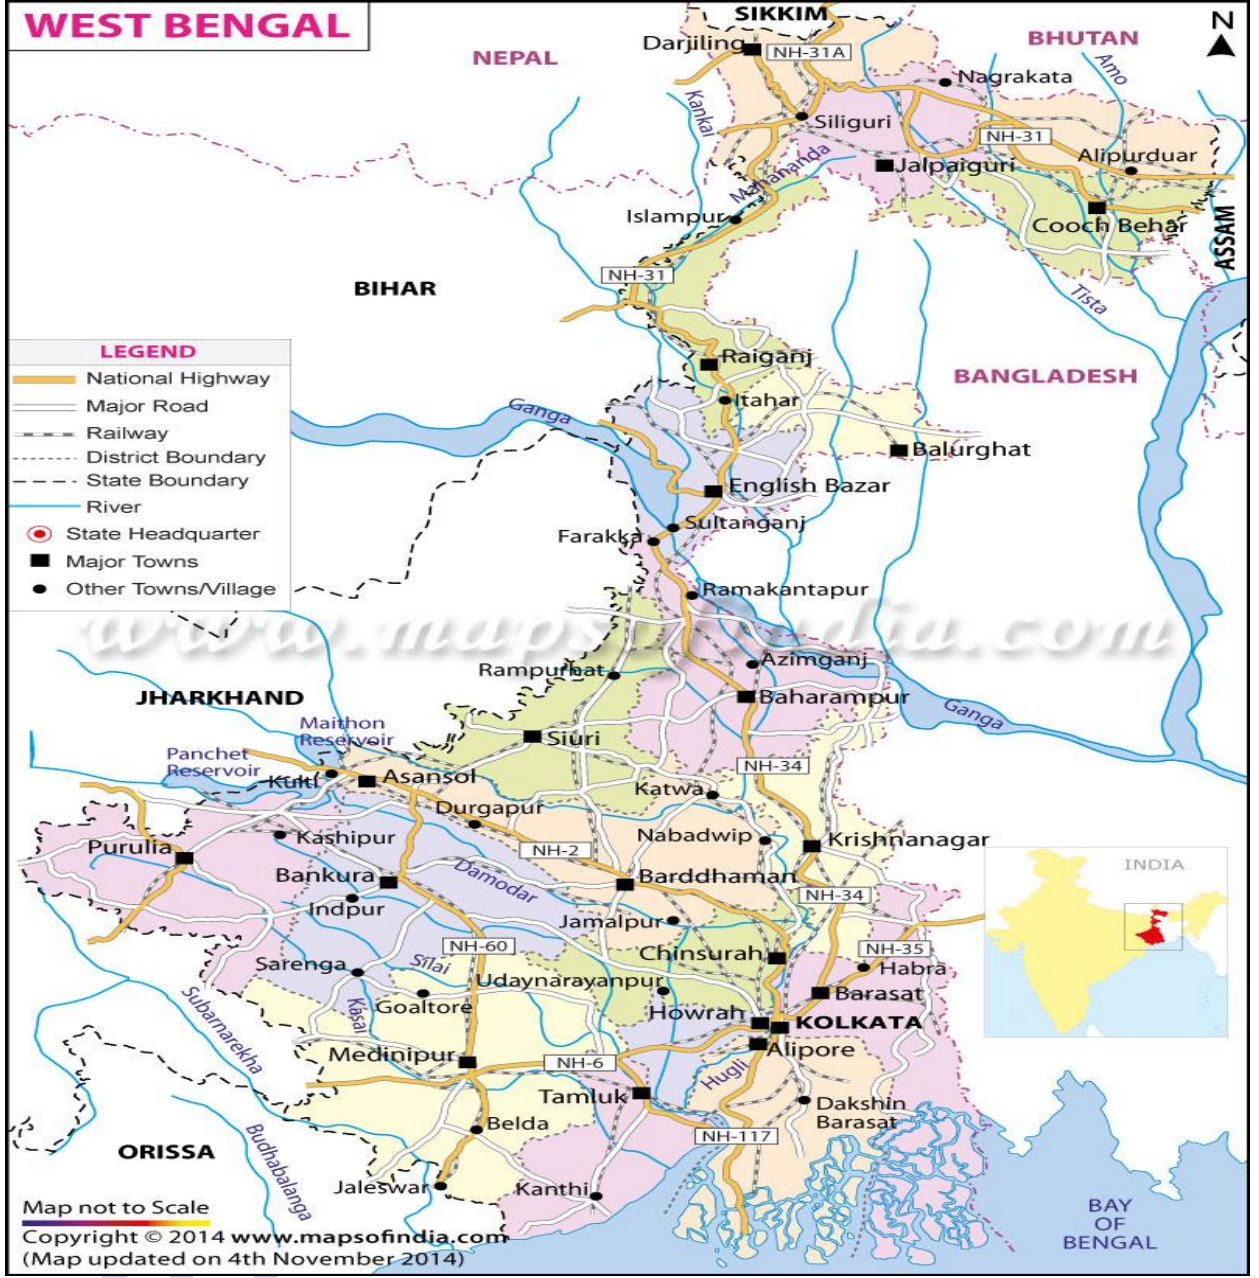 WEST BENGAL
SIKKIM
N
NEPAL
BHUTAN
Darjiling
NH-31A
Amo
Nagrakata
Kankai
Siliguri
NH-31
Mahananda
Jalpaiguri
Alipurduar
Islampur
Cooch Behar
ASSAM
NH-31
BIHAR
Tista
LEGEND
National Highway
Major Road
Railway
District Boundary
State Boundary
River
State Headquarter
Major Towns
Other Towns/Village
Raiganj
BANGLADESH
Itahar
Ganga
Balurghat
English Bazar
Sultanganj
Farakka
Ramakantapur
www.mapsofindia.com
Azimganj
Rampurhat
Baharampur
JHARKHAND
Ganga
Maithon
Reservoir
Siuri
Panchet
Reservoir
NH-34
Kulti
Asansol
Katwa
Durgapur
Nabadwip
Krishnanagar
Kashipur
Purulia
NH-2
INDIA
Bankura
Damodar
Barddhaman
NH-34
Indpur
Jamalpur
NH-60
Chinsurah
NH-35
Sarenga
Silai
Habra
Udaynarayanpur
Barasat
Goaltore
Kasai
Subarnarekha
Howrah
KOLKATA
Medinipur
NH-6
Alipore
Hugli
Tamluk
Dakshin
Barasat
Belda
NH-117
ORISSA
Budhabalanga
Jaleswar
Kanthi
BAY
OF
BENGAL
Map not to Scale
Copyright © 2014 www.mapsofindia.com
(Map updated on 4th November 2014)